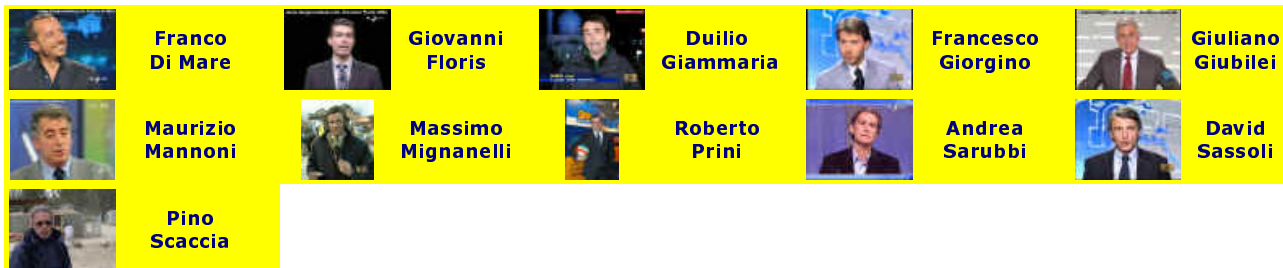 Franco
Di Mare
Giovanni
Floris
Duilio
Giammaria
Francesco
Giorgino
Giuliano
Giubilei
Maurizio
Mannoni
Massimo
Mignanelli
Roberto
Prini
Andrea
Sarubbi
David
Sassoli
Pino
Scaccia